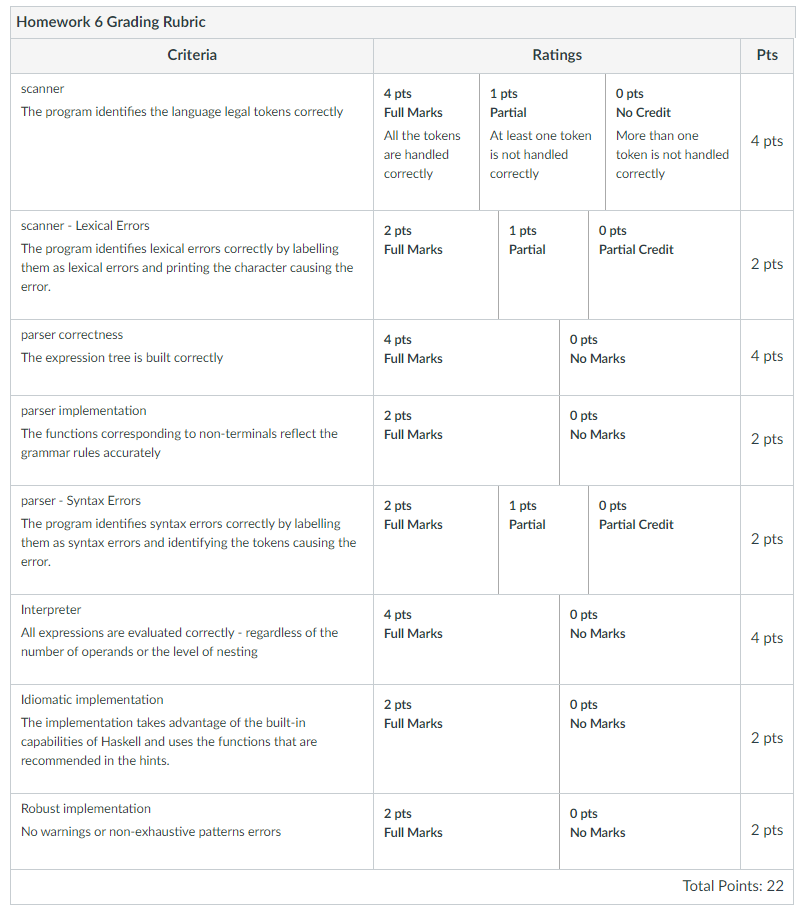 Homework 6 Grading Rubric
Criteria
Ratings
Pts
scanner
The program identifies the language legal tokens correctly
4 pts
Full Marks
All the tokens
are handled
correctly
1 pts
Partial
At least one token
is not handled
correctly
0 pts
No Credit
More than one
token is not handled
correctly
4 pts
scanner - Lexical Errors
The program identifies lexical errors correctly by labelling
them as lexical errors and printing the character causing the
error.
2 pts
Full Marks
1 pts
Partial
0 pts
Partial Credit
2 pts
parser correctness
The expression tree is built correctly
4 pts
Full Marks
0 pts
No Marks
4 pts
parser implementation
The functions corresponding to non-terminals reflect the
grammar rules accurately
2 pts
Full Marks
0 pts
No Marks
2 pts
parser - Syntax Errors
The program identifies syntax errors correctly by labelling
them as syntax errors and identifying the tokens causing the
error.
2 pts
Full Marks
1 pts
Partial
0 pts
Partial Credit
2 pts
Interpreter
All expressions are evaluated correctly - regardless of the
number of operands or the level of nesting
4 pts
Full Marks
0 pts
No Marks
4 pts
Idiomatic implementation
The implementation takes advantage of the built-in
capabilities of Haskell and uses the functions that are
recommended in the hints.
2 pts
Full Marks
0 pts
No Marks
2 pts
Robust implementation
No warnings or non-exhaustive patterns errors
2 pts
Full Marks
0 pts
No Marks
2 pts
Total Points: 22